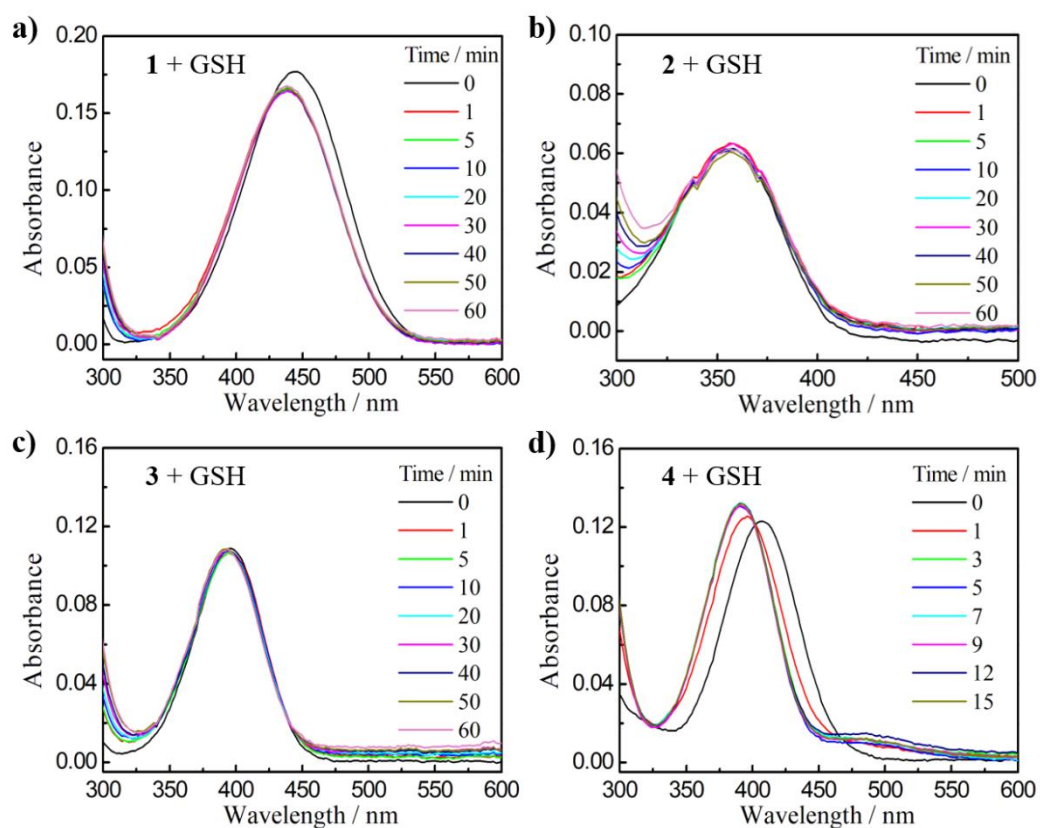 a)
1 + GSH
Time / min
0
1
5
10
20
30
40
50
60
0.20
0.15
0.10
0.05
0.00
Absorbance
300 350 400 450 500 550 600
Wavelength / nm
b)
2 + GSH
Time / min
0
1
5
10
20
30
40
50
60
0.10
0.08
0.06
0.04
0.02
0.00
Absorbance
300 350 400 450 500
Wavelength / nm
c)
3 + GSH
Time / min
0
1
5
10
20
30
40
50
60
0.16
0.12
0.08
0.04
0.00
Absorbance
300 350 400 450 500 550 600
Wavelength / nm
d)
4 + GSH
Time / min
0
1
3
5
7
9
12
15
0.16
0.12
0.08
0.04
0.00
Absorbance
300 350 400 450 500 550 600
Wavelength / nm